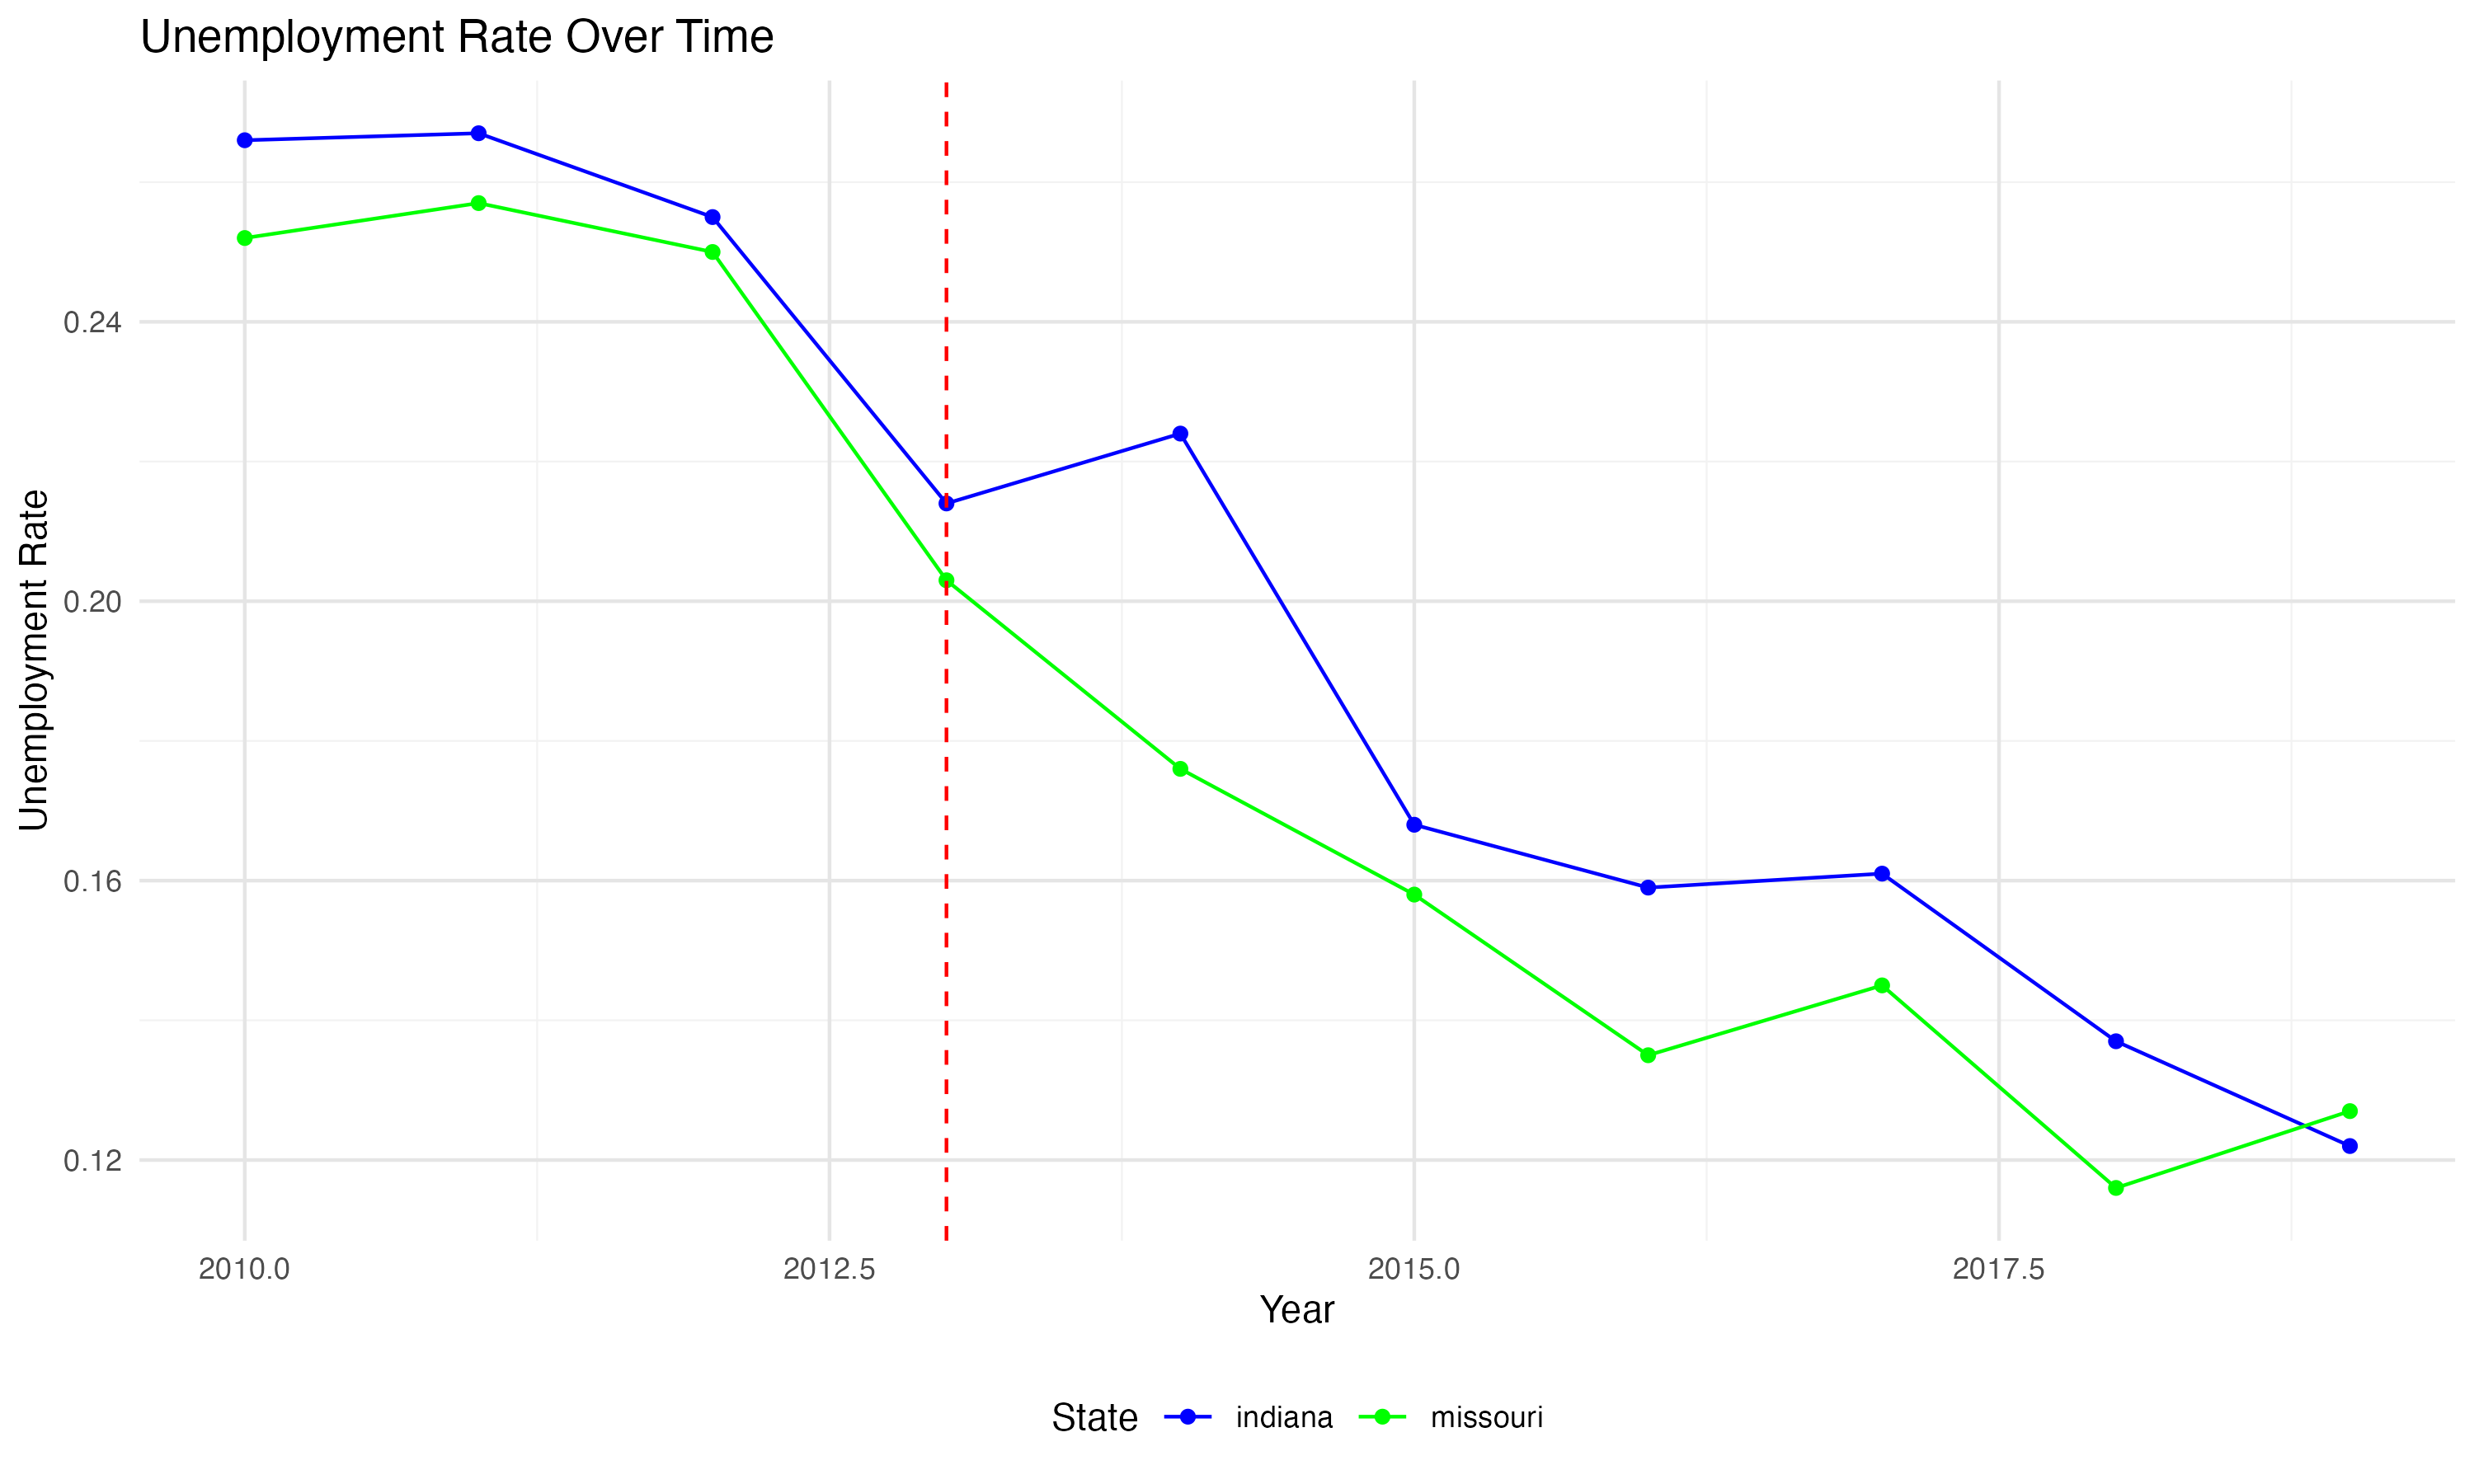 Unemployment Rate Over Time
Unemployment Rate
0.24
0.20
0.16
0.12
2010.0 2012.5 2015.0 2017.5
Year
State indiana missouri